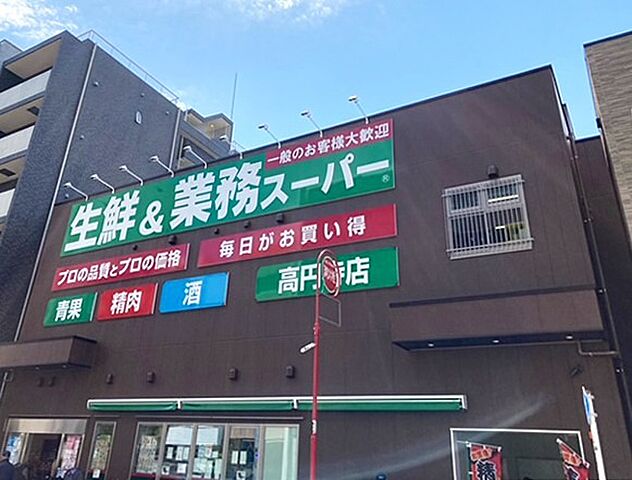 一般のお客様大歓迎
生鮮&業務スーパー®
プロの品質とプロの価格
毎日がお買い得
青果
精肉
酒
高円寺店